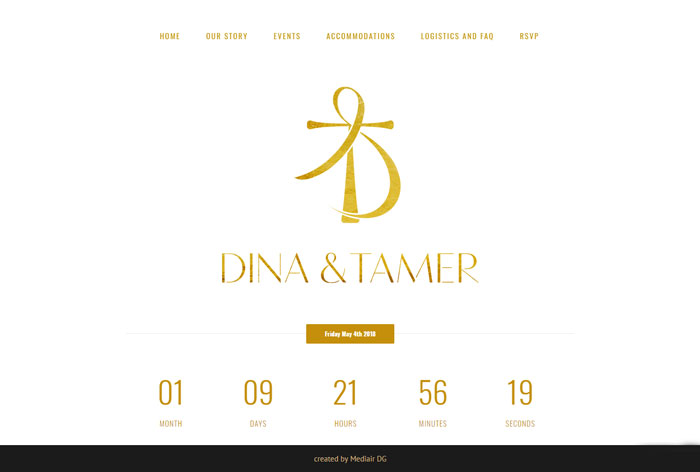 HOME OUR STORY EVENTS ACCOMMODATIONS LOGISTICS AND FAQ RSVP
DINA & TAMER
Friday May 4th 2018
01 09 21 56 19
MONTH DAYS HOURS MINUTES SECONDS
created by Mediair DG